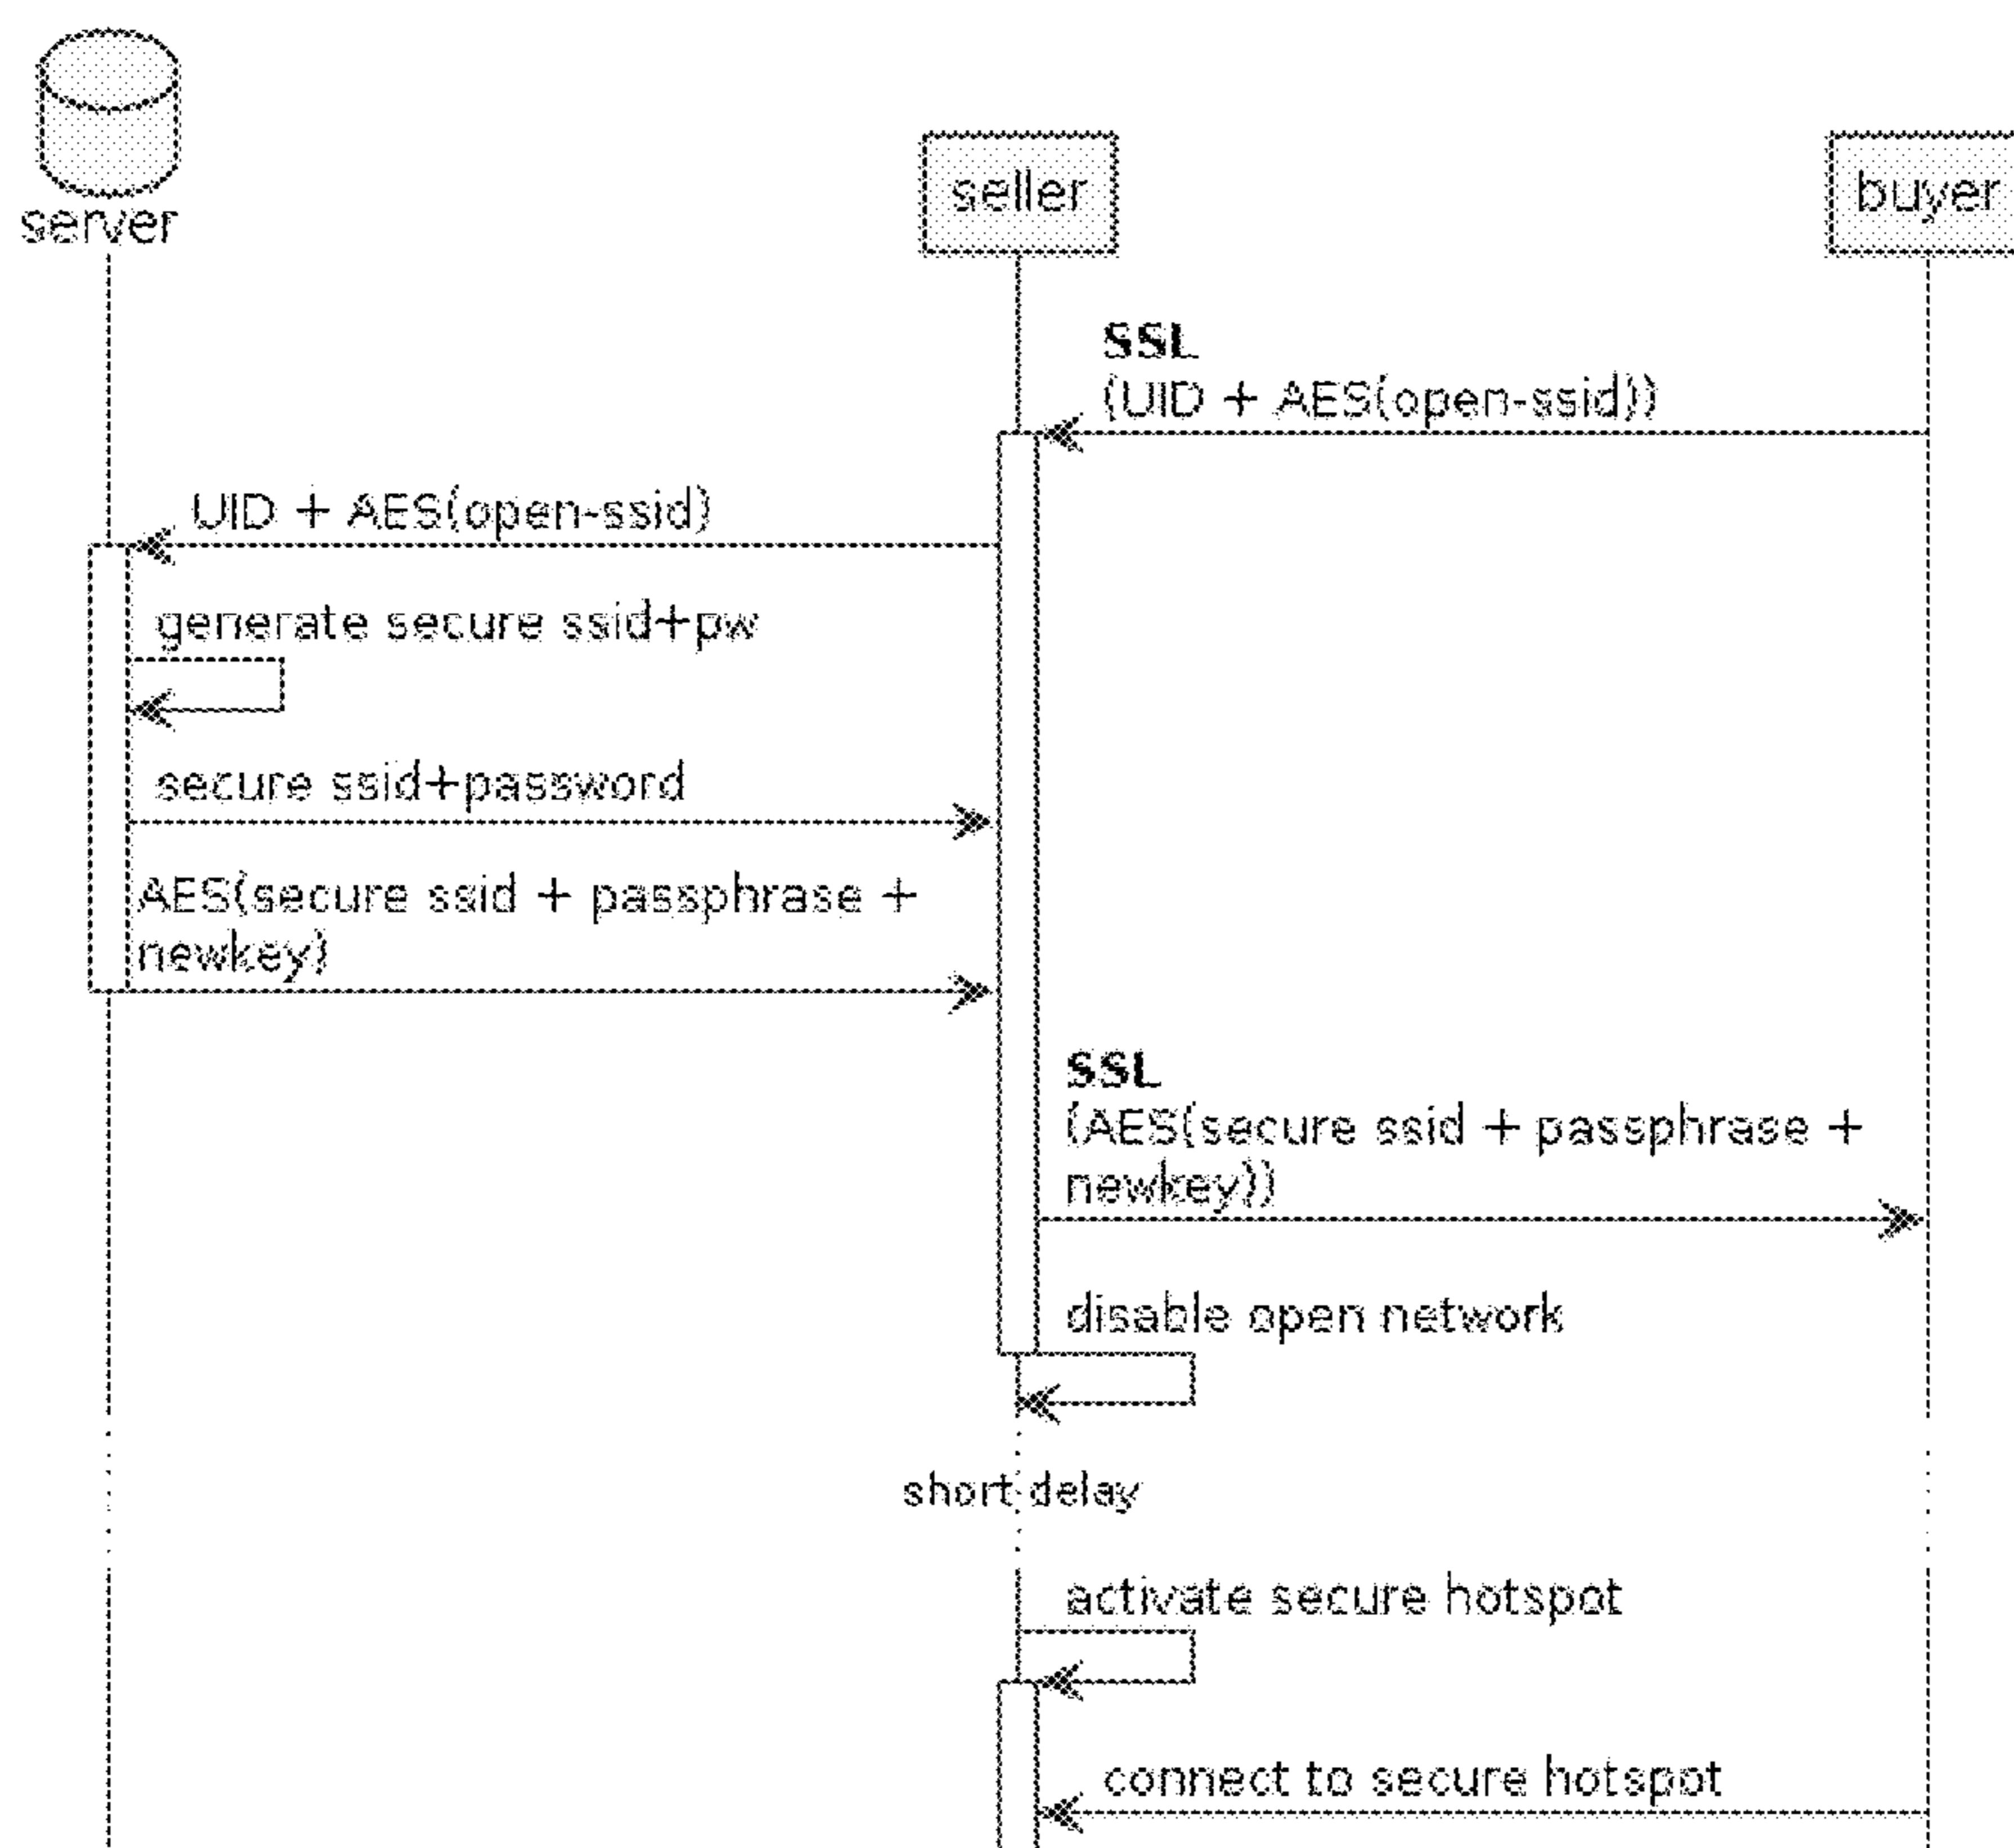 server
seller
buyer
SSL
(UID + AES(open-ssid))
UID + AES(open-ssid)
generate secure ssid+pw
secure ssid+password
AES(secure ssid + passphrase +
newkey)
SSL
(AES(secure ssid + passphrase +
newkey))
disable open network
short delay
activate secure hotspot
connect to secure hotspot